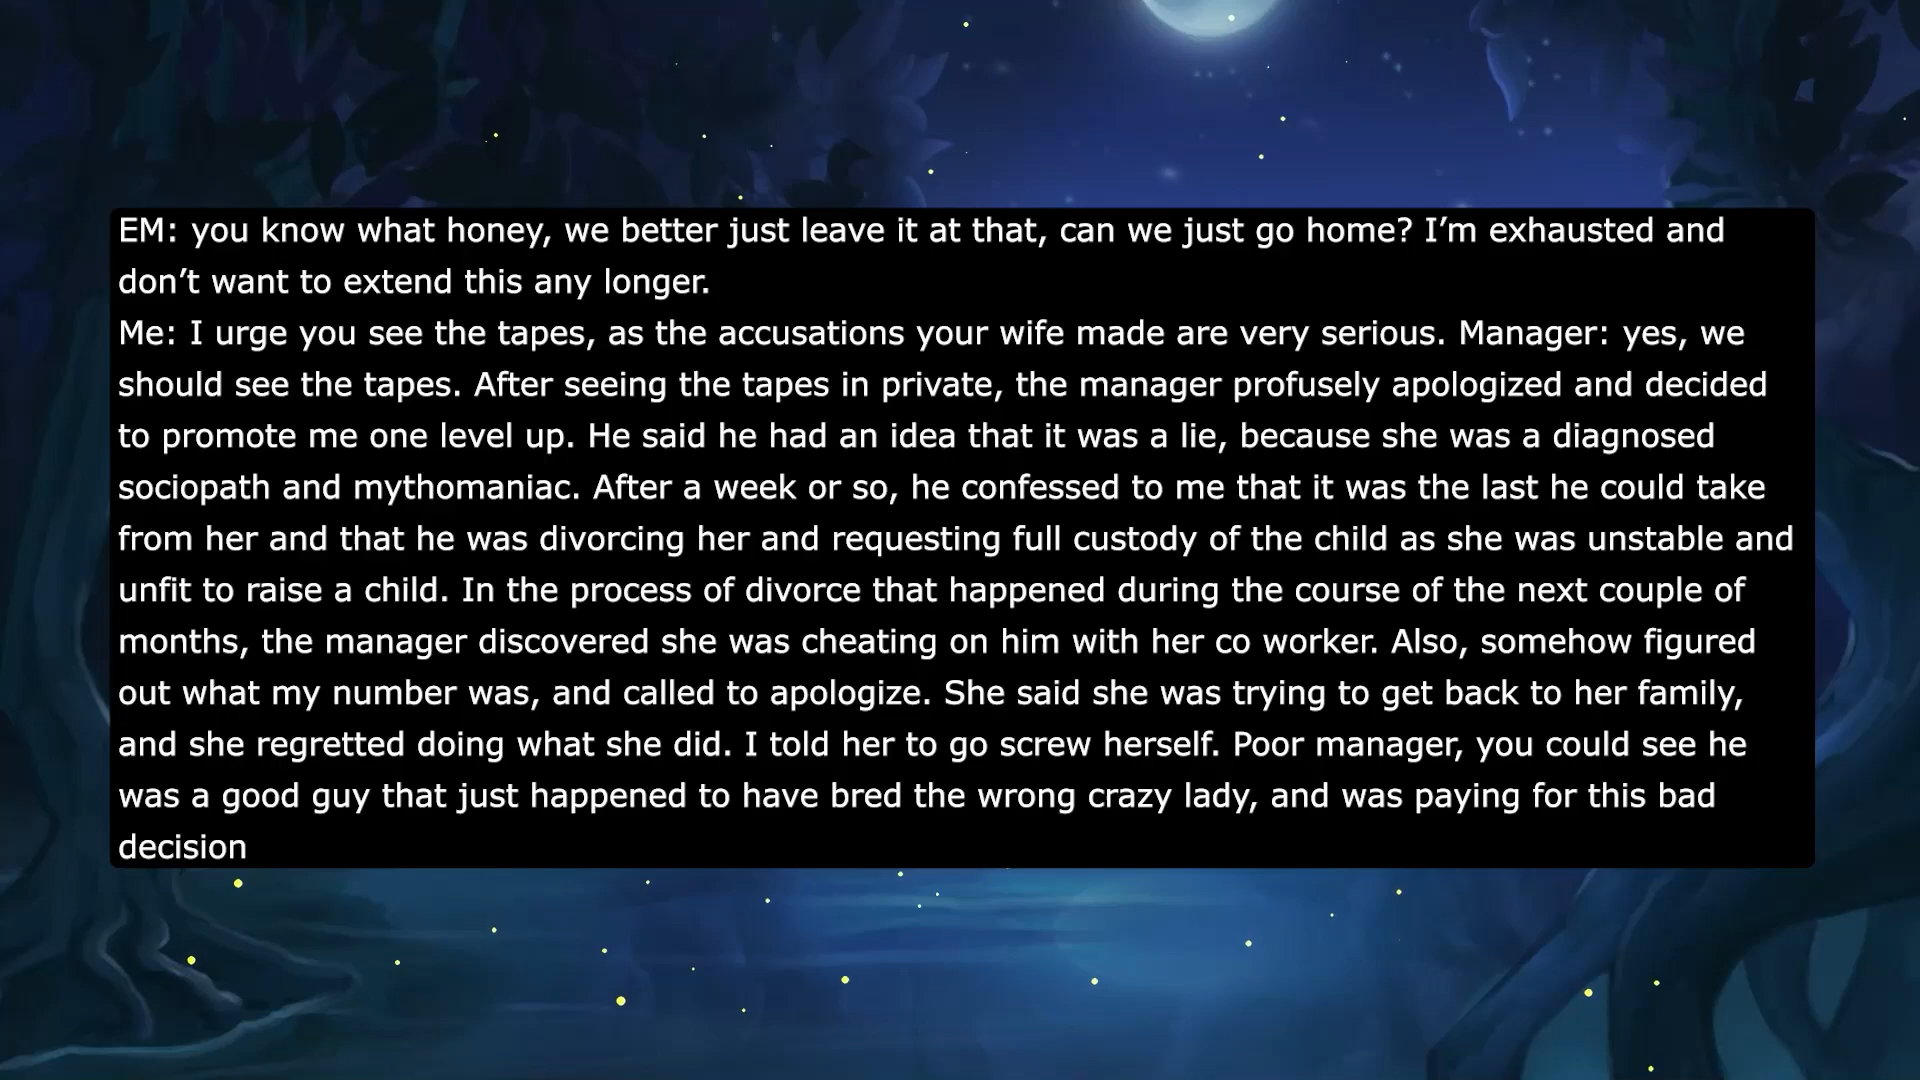 EM: you know what honey, we better just leave it at that, can we just go home? I’m exhausted and
don’t want to extend this any longer.
Me: I urge you see the tapes, as the accusations your wife made are very serious. Manager: yes, we
should see the tapes. After seeing the tapes in private, the manager profusely apologized and decided
to promote me one level up. He said he had an idea that it was a lie, because she was a diagnosed
sociopath and mythomaniac. After a week or so, he confessed to me that it was the last he could take
from her and that he was divorcing her and requesting full custody of the child as she was unstable and
unfit to raise a child. In the process of divorce that happened during the course of the next couple of
months, the manager discovered she was cheating on him with her co worker. Also, somehow figured
out what my number was, and called to apologize. She said she was trying to get back to her family,
and she regretted doing what she did. I told her to go screw herself. Poor manager, you could see he
was a good guy that just happened to have bred the wrong crazy lady, and was paying for this bad
decision